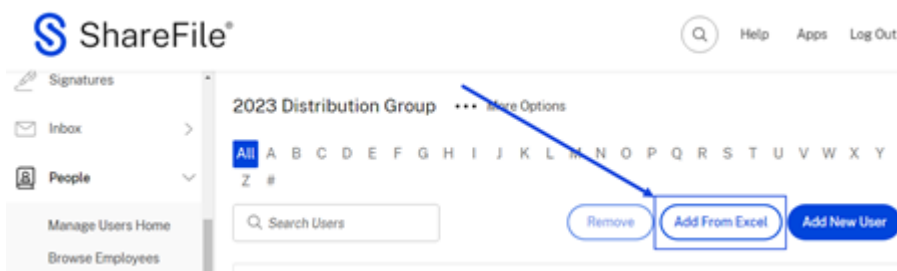 ShareFile®
Help Apps Log Out
Signatures
Inbox
People
Manage Users Home
Browse Employees
2023 Distribution Group ••• More Options
All A B C D E F G H I J K L M N O P Q R S T U V W X Y
Z #
Search Users
Remove Add From Excel Add New User